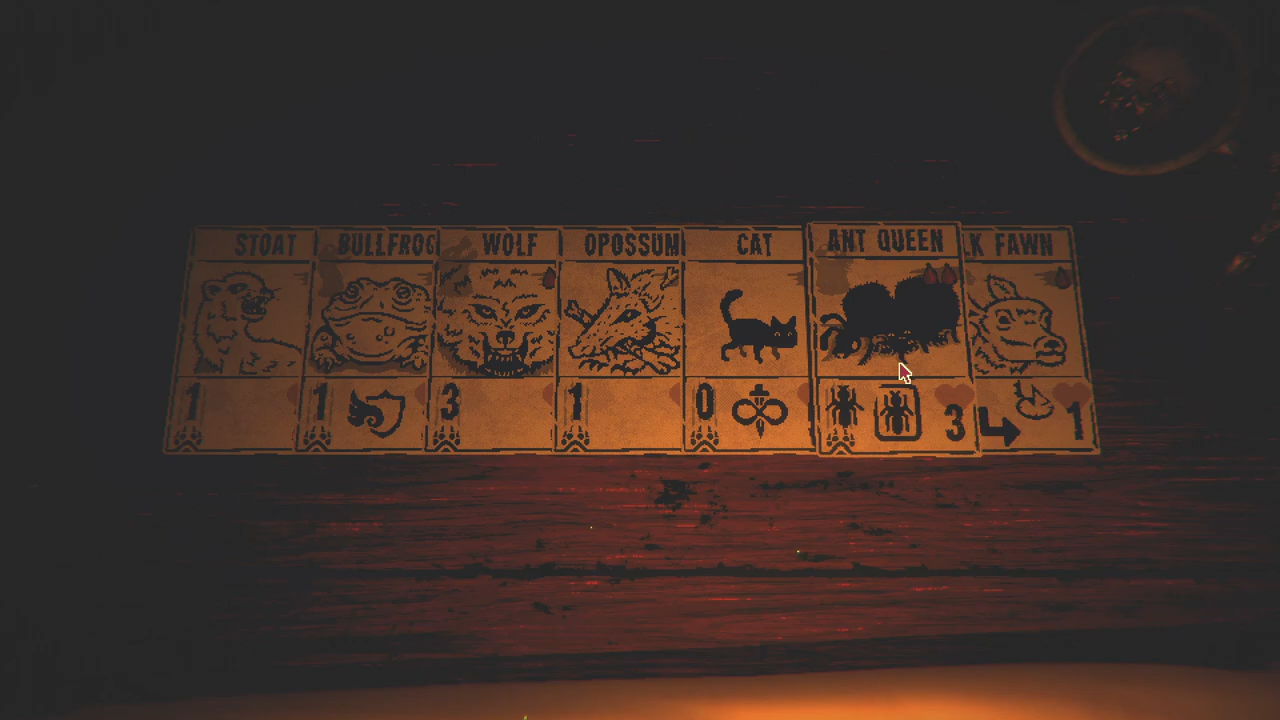 STOAT
BULLFROG
WOLF
OPOSSUM
CAT
ANT QUEEN
K FAWN
1
1
3
1
0
3
1